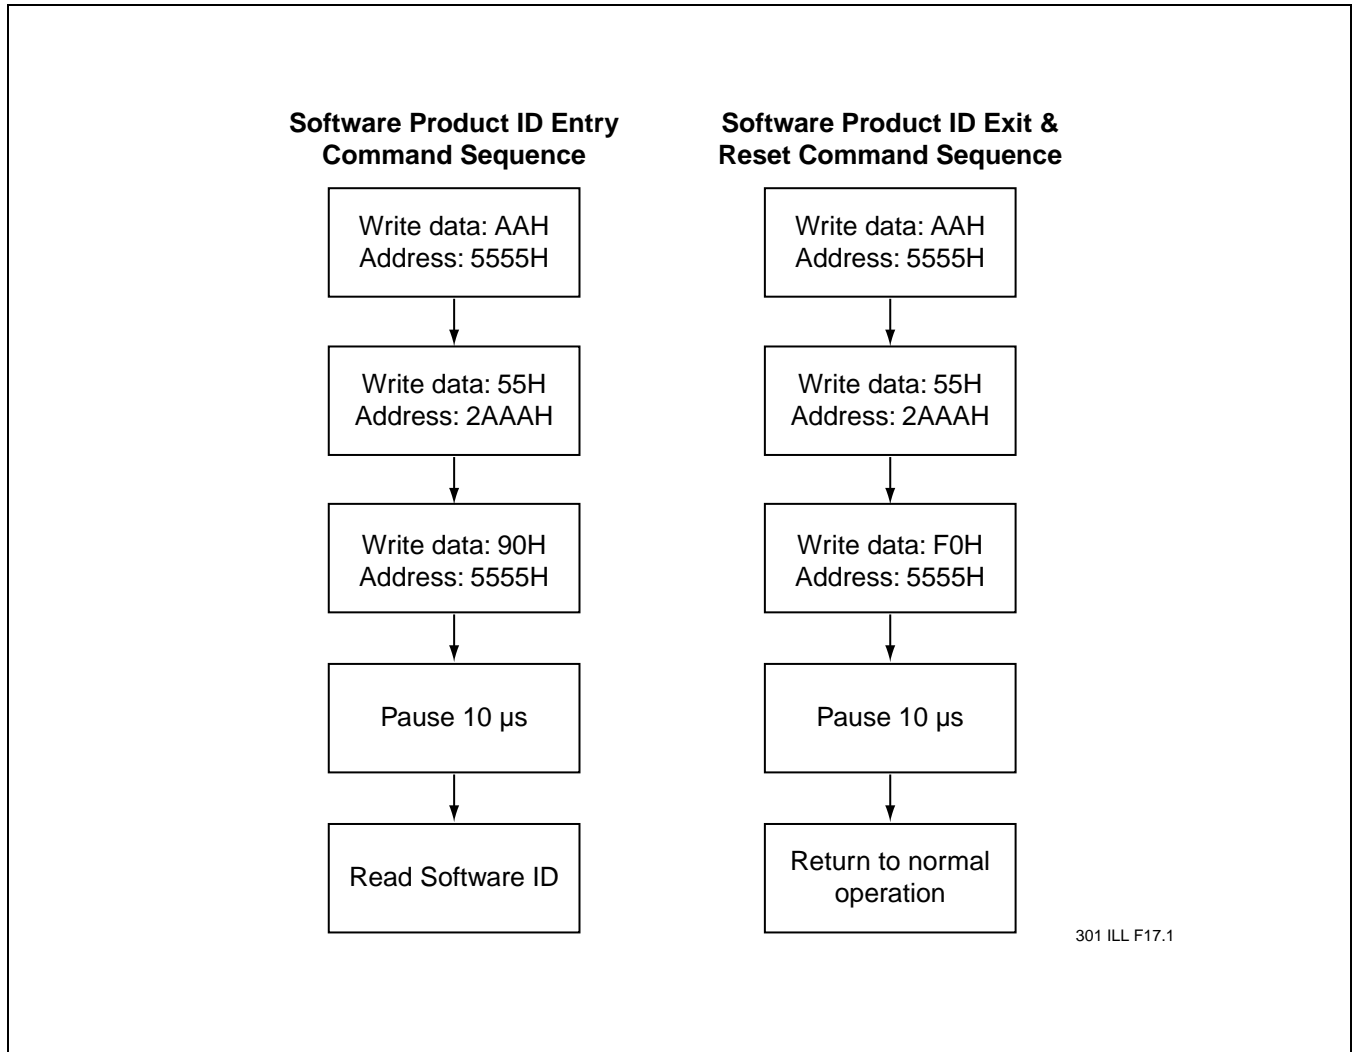 Software Product ID Entry
Command Sequence
Write data: AAH
Address: 5555H
Write data: 55H
Address: 2AAAH
Write data: 90H
Address: 5555H
Pause 10 µs
Read Software ID
Software Product ID Exit &
Reset Command Sequence
Write data: AAH
Address: 5555H
Write data: 55H
Address: 2AAAH
Write data: F0H
Address: 5555H
Pause 10 µs
Return to normal
operation
301 ILL F17.1